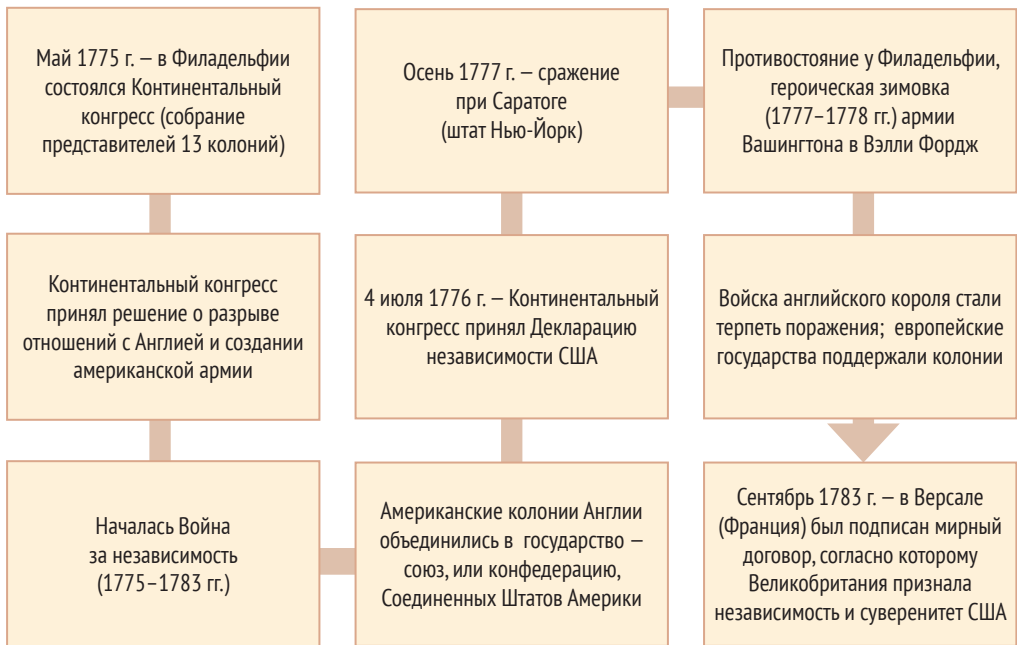 Май 1775 г. – в Филадельфии
состоялся Континентальный
конгресс (собрание
представителей 13 колоний)
Континентальный конгресс
принял решение о разрыве
отношений с Англией и создании
американской армии
Началась Война
за независимость
(1775–1783 гг.)
Американские колонии Англии
объединились в государство –
союз, или конфедерацию,
Соединенных Штатов Америки
4 июля 1776 г. – Континентальный
конгресс принял Декларацию
независимости США
Осень 1777 г. – сражение
при Саратоге
(штат Нью-Йорк)
Противостояние у Филадельфии,
героическая зимовка
(1777–1778 гг.) армии
Вашингтона в Вэлли Фордж
Войска английского короля стали
терпеть поражения; европейские
государства поддержали колонии
Сентябрь 1783 г. – в Версале
(Франция) был подписан мирный
договор, согласно которому
Великобритания признала
независимость и суверенитет США